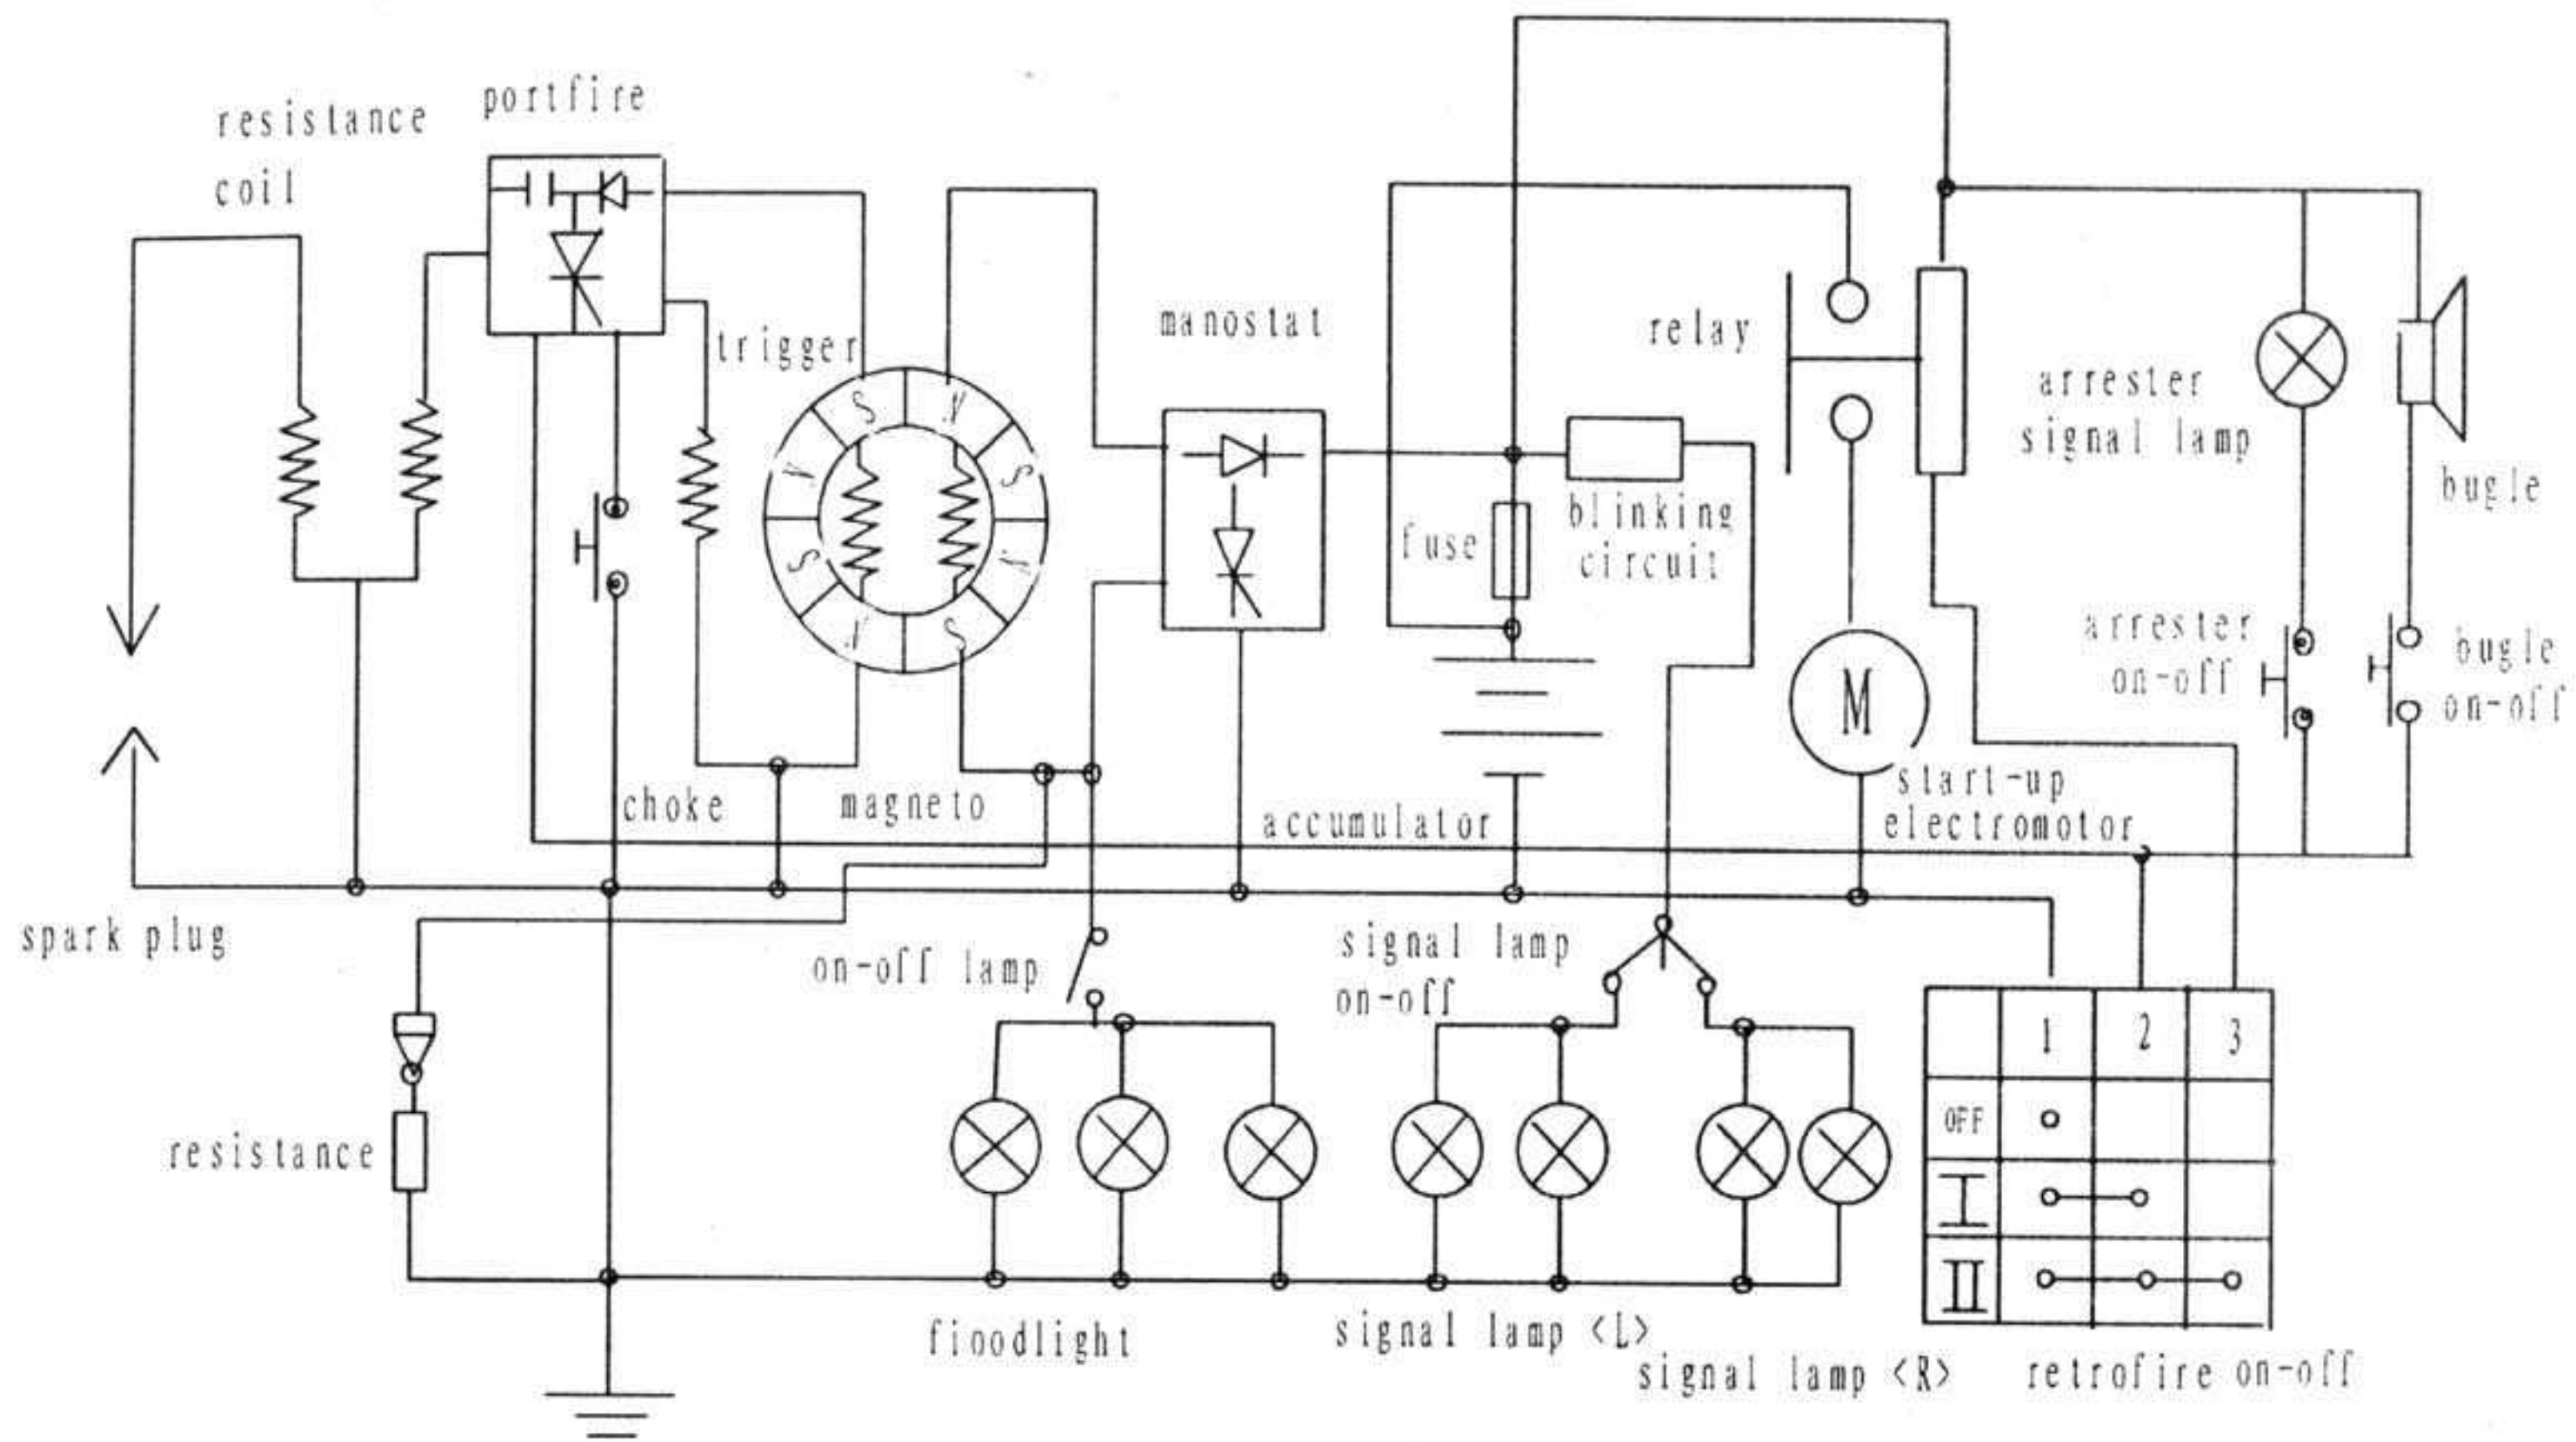 resistance
coil
portfire
trigger
manostat
relay
arrester
signal lamp
bugle
fuse
blinking
circuit
S
N
N
S
S
N
N
S
M
arrester
on-off
bugle
on-off
choke
magneto
accumulator
start-up
electromotor
spark plug
on-off lamp
signal lamp
on-off
resistance
1
2
3
OFF
I
II
fioodlight
signal lamp <L>
signal lamp <R>
retrofire on-off